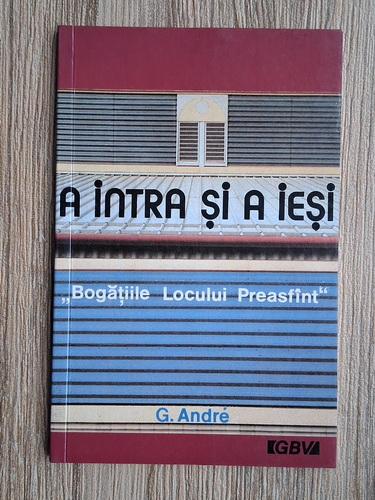 A INTRA ȘI A IEȘI
„Bogățiile Locului Preasfînt“
G. André
GBV